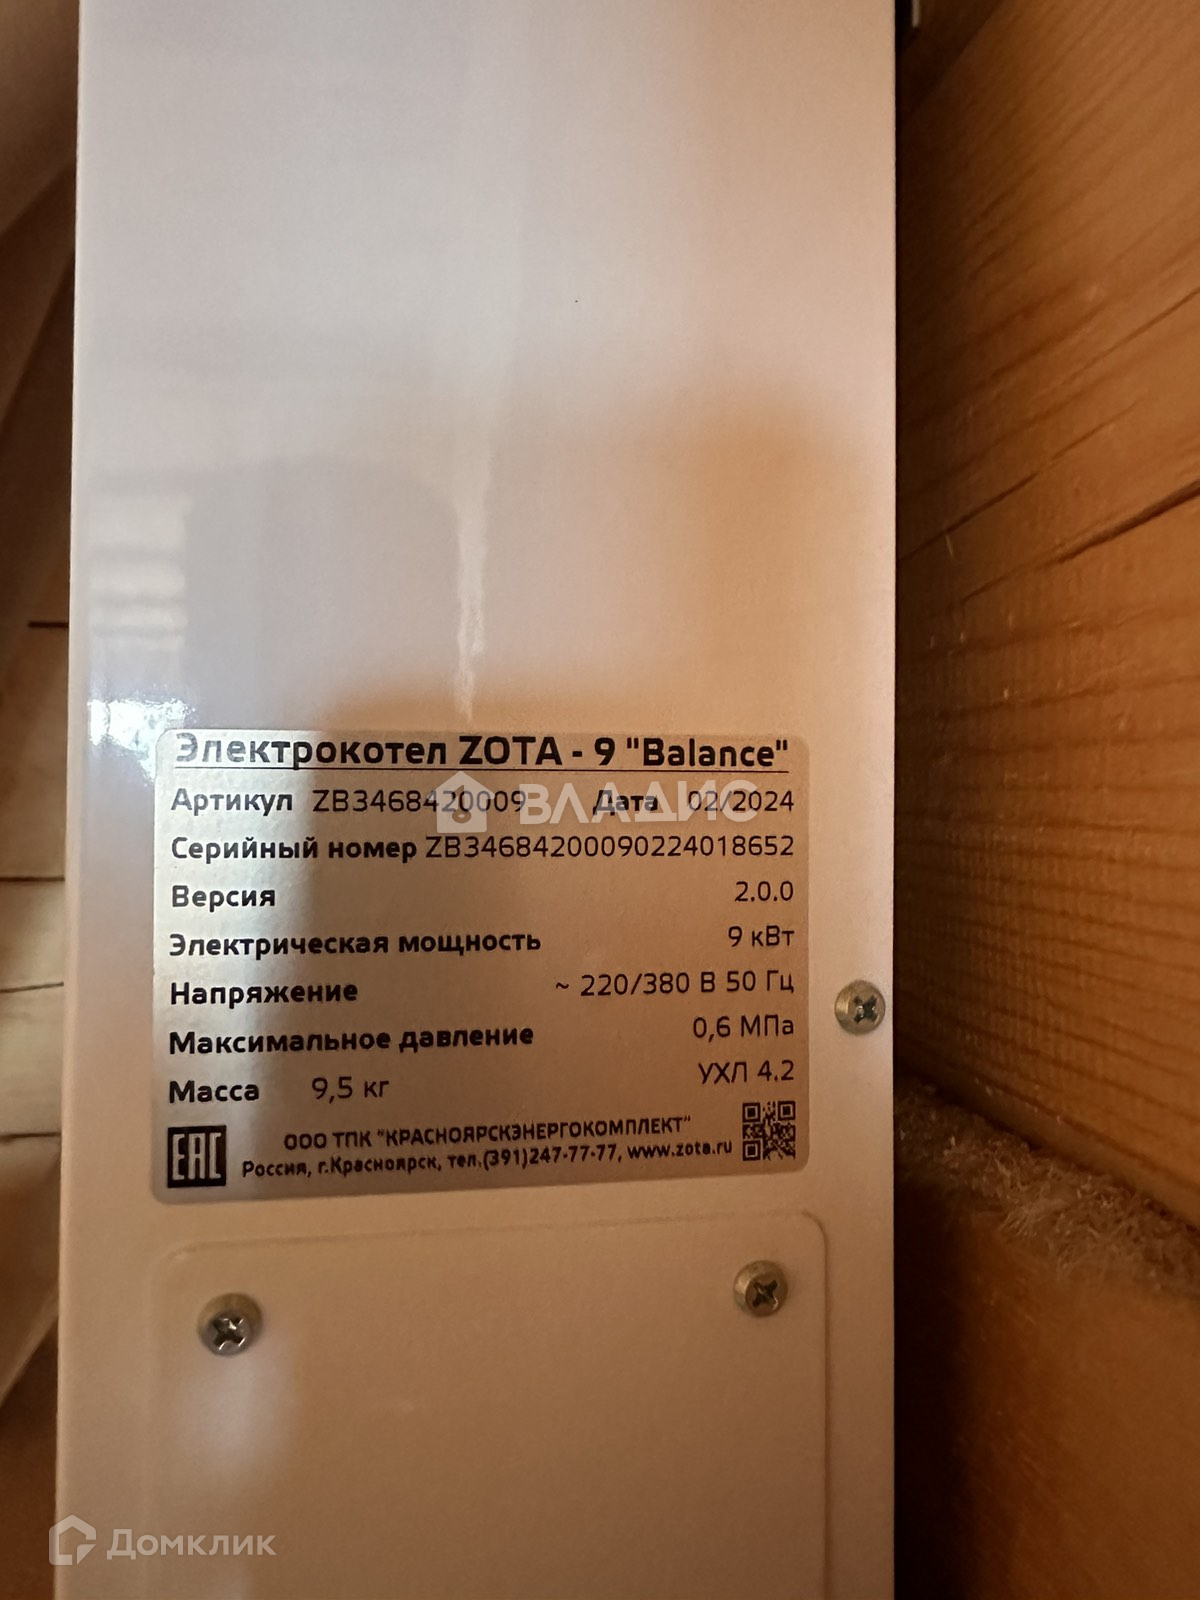 Электрокотел ZOTA - 9 "Balance"
Артикул ZB3468420009 Дата 02/2024
ВЛАДИС
Серийный номер ZB34684200090224018652
Версия 2.0.0
Электрическая мощность 9 кВт
Напряжение ~ 220/380 В 50 Гц
Максимальное давление 0,6 МПа
Масса 9,5 кг УХЛ 4.2
EAC ООО ТПК "КРАСНОЯРСКЭНЕРГОКОМПЛЕКТ"
Россия, г.Красноярск, тел.(391)247-77-77, www.zota.ru
Домклик